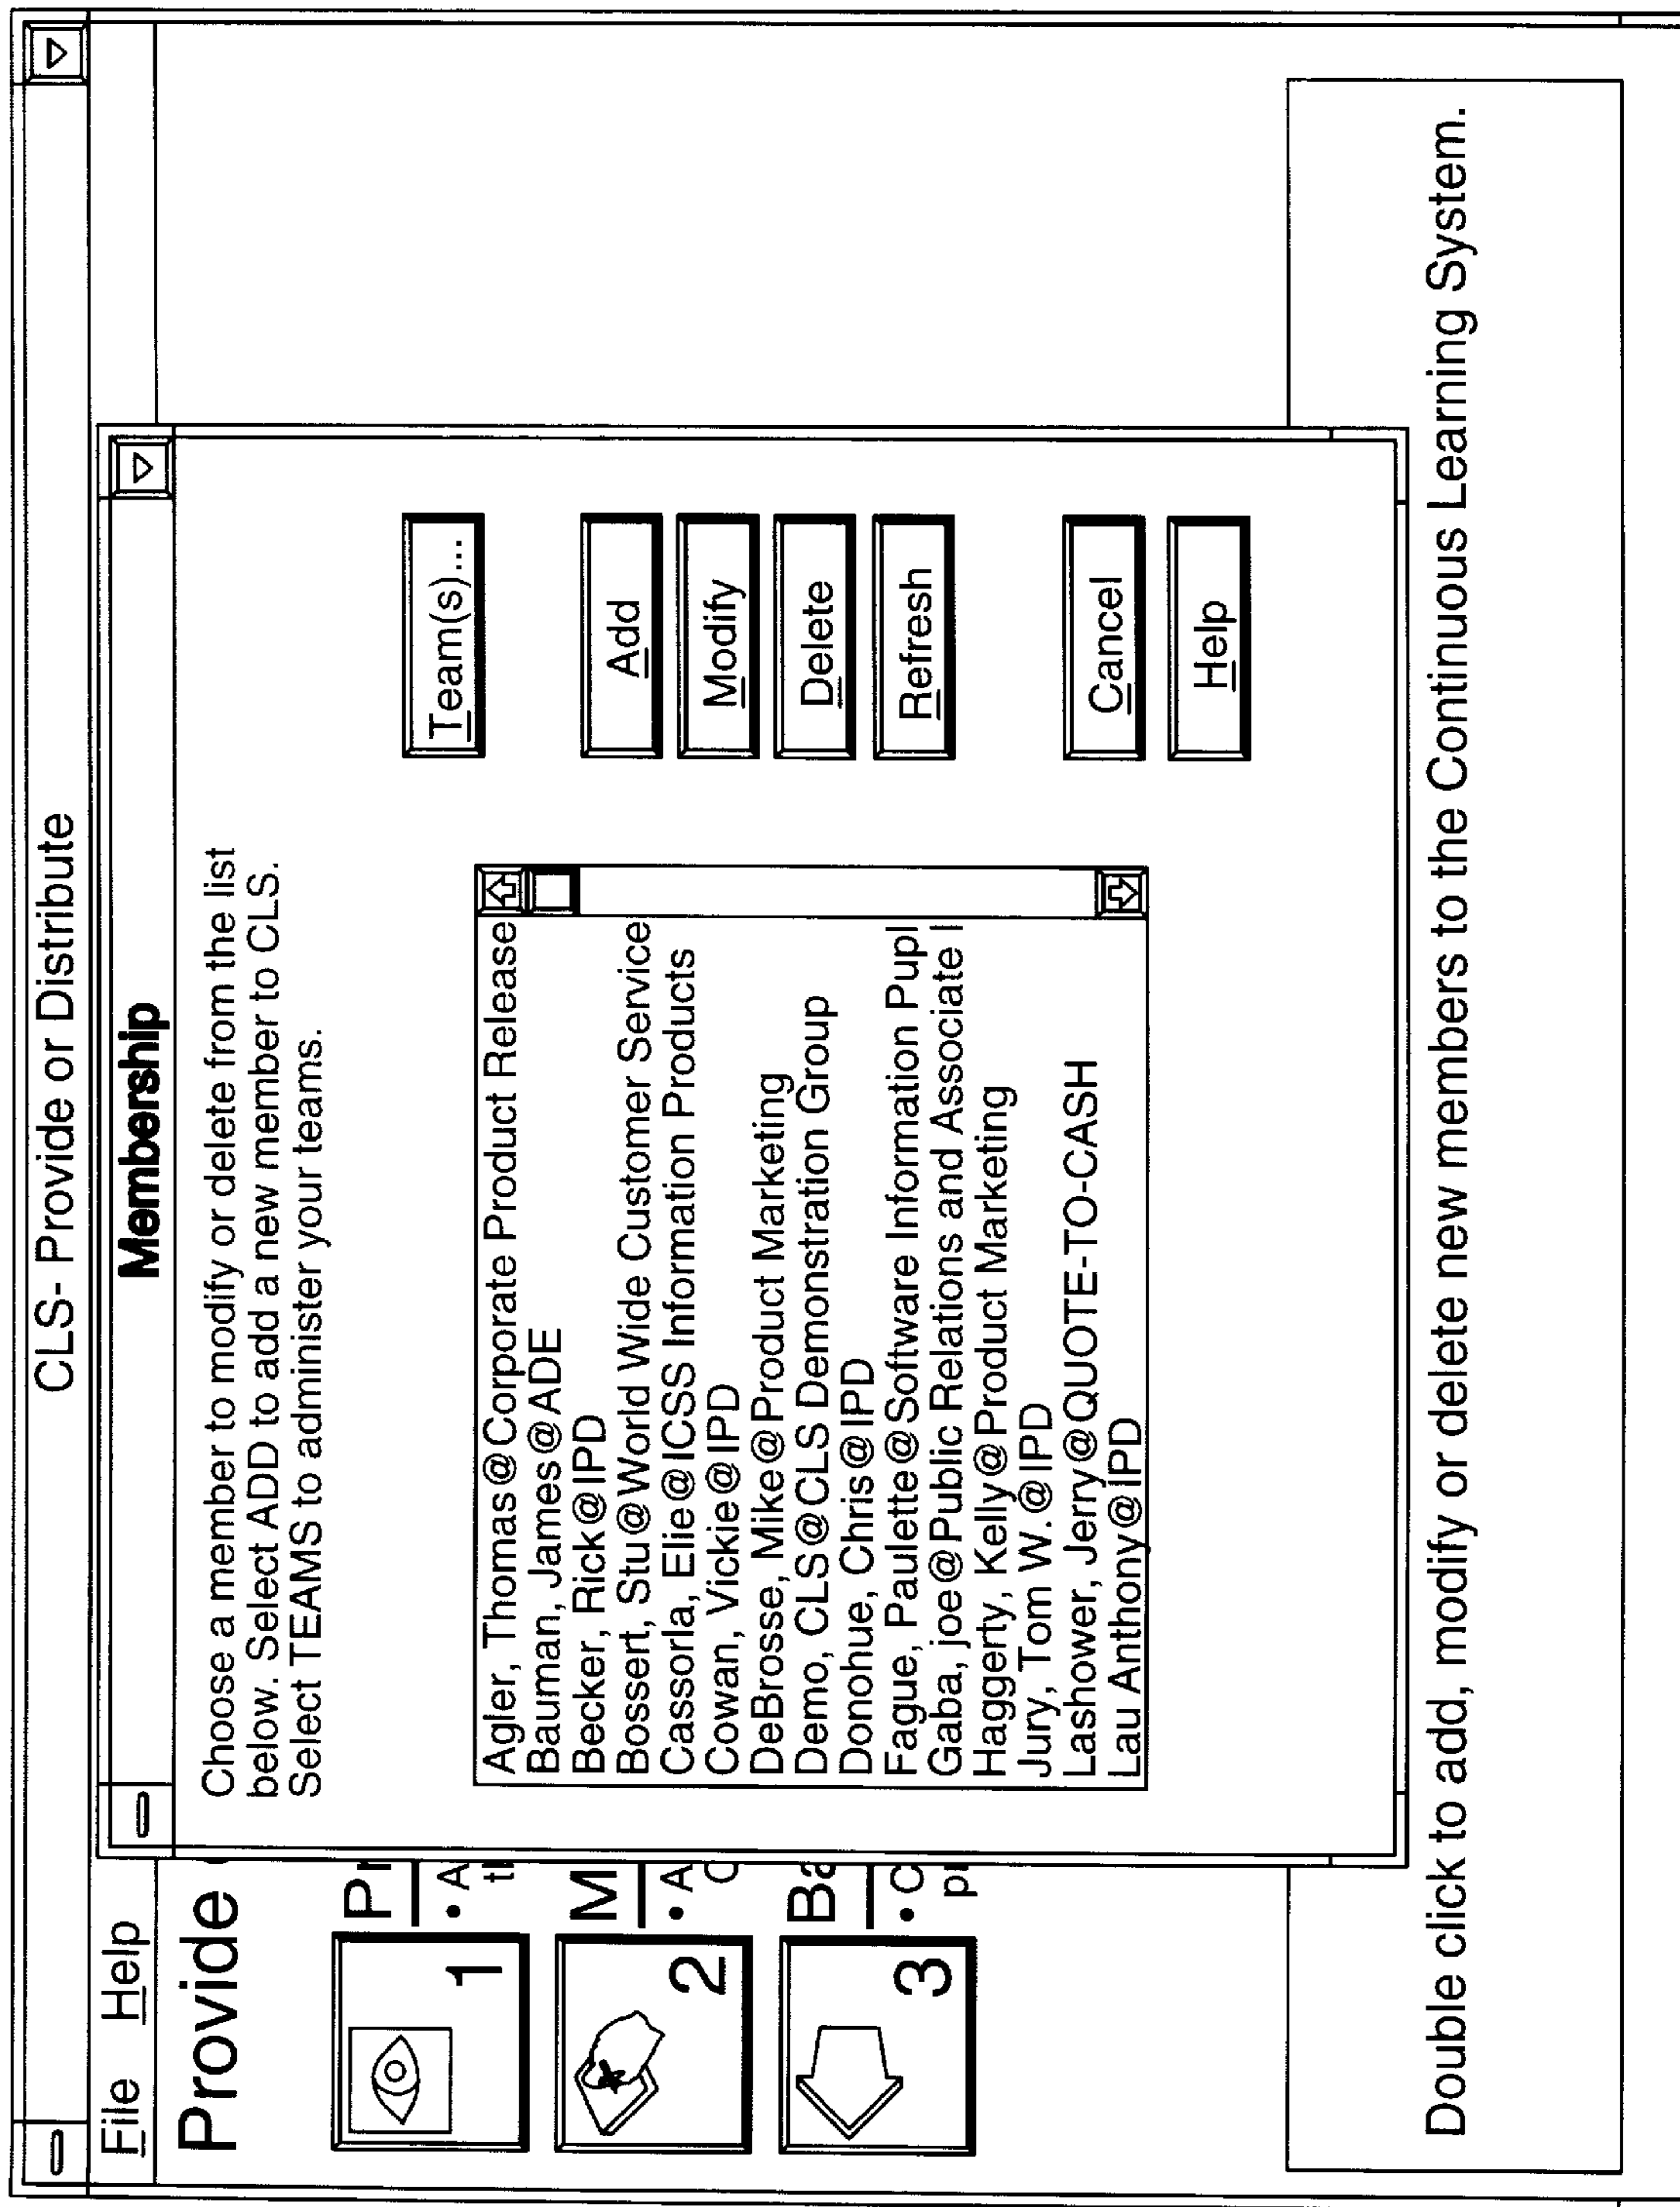 CLS- Provide or Distribute
File Help
Provide
Membership
Choose a member to modify or delete from the list
below. Select ADD to add a new member to CLS.
Select TEAMS to administer your teams.
Team(s)...
Agler, Thomas@Corporate Product Release
Bauman, James@ADE
Becker, Rick@IPD
Bossert, Stu@World Wide Customer Service
Cassorla, Elie@ICSS Information Products
Cowan, Vickie@IPD
DeBrosse, Mike@Product Marketing
Demo, CLS@CLS Demonstration Group
Donohue, Chris@IPD
Fague, Paulette@Software Information Pupl
Gaba, joe@Public Relations and Associate I
Haggerty, Kelly@Product Marketing
Jury, Tom W.@IPD
Lashower, Jerry@QUOTE-TO-CASH
Lau Anthony@IPD
Add
Modify
Delete
Refresh
Cancel
Help
1
Pr
• A
2
M
• A
3
Ba
• C
Double click to add, modify or delete new members to the Continuous Learning System.